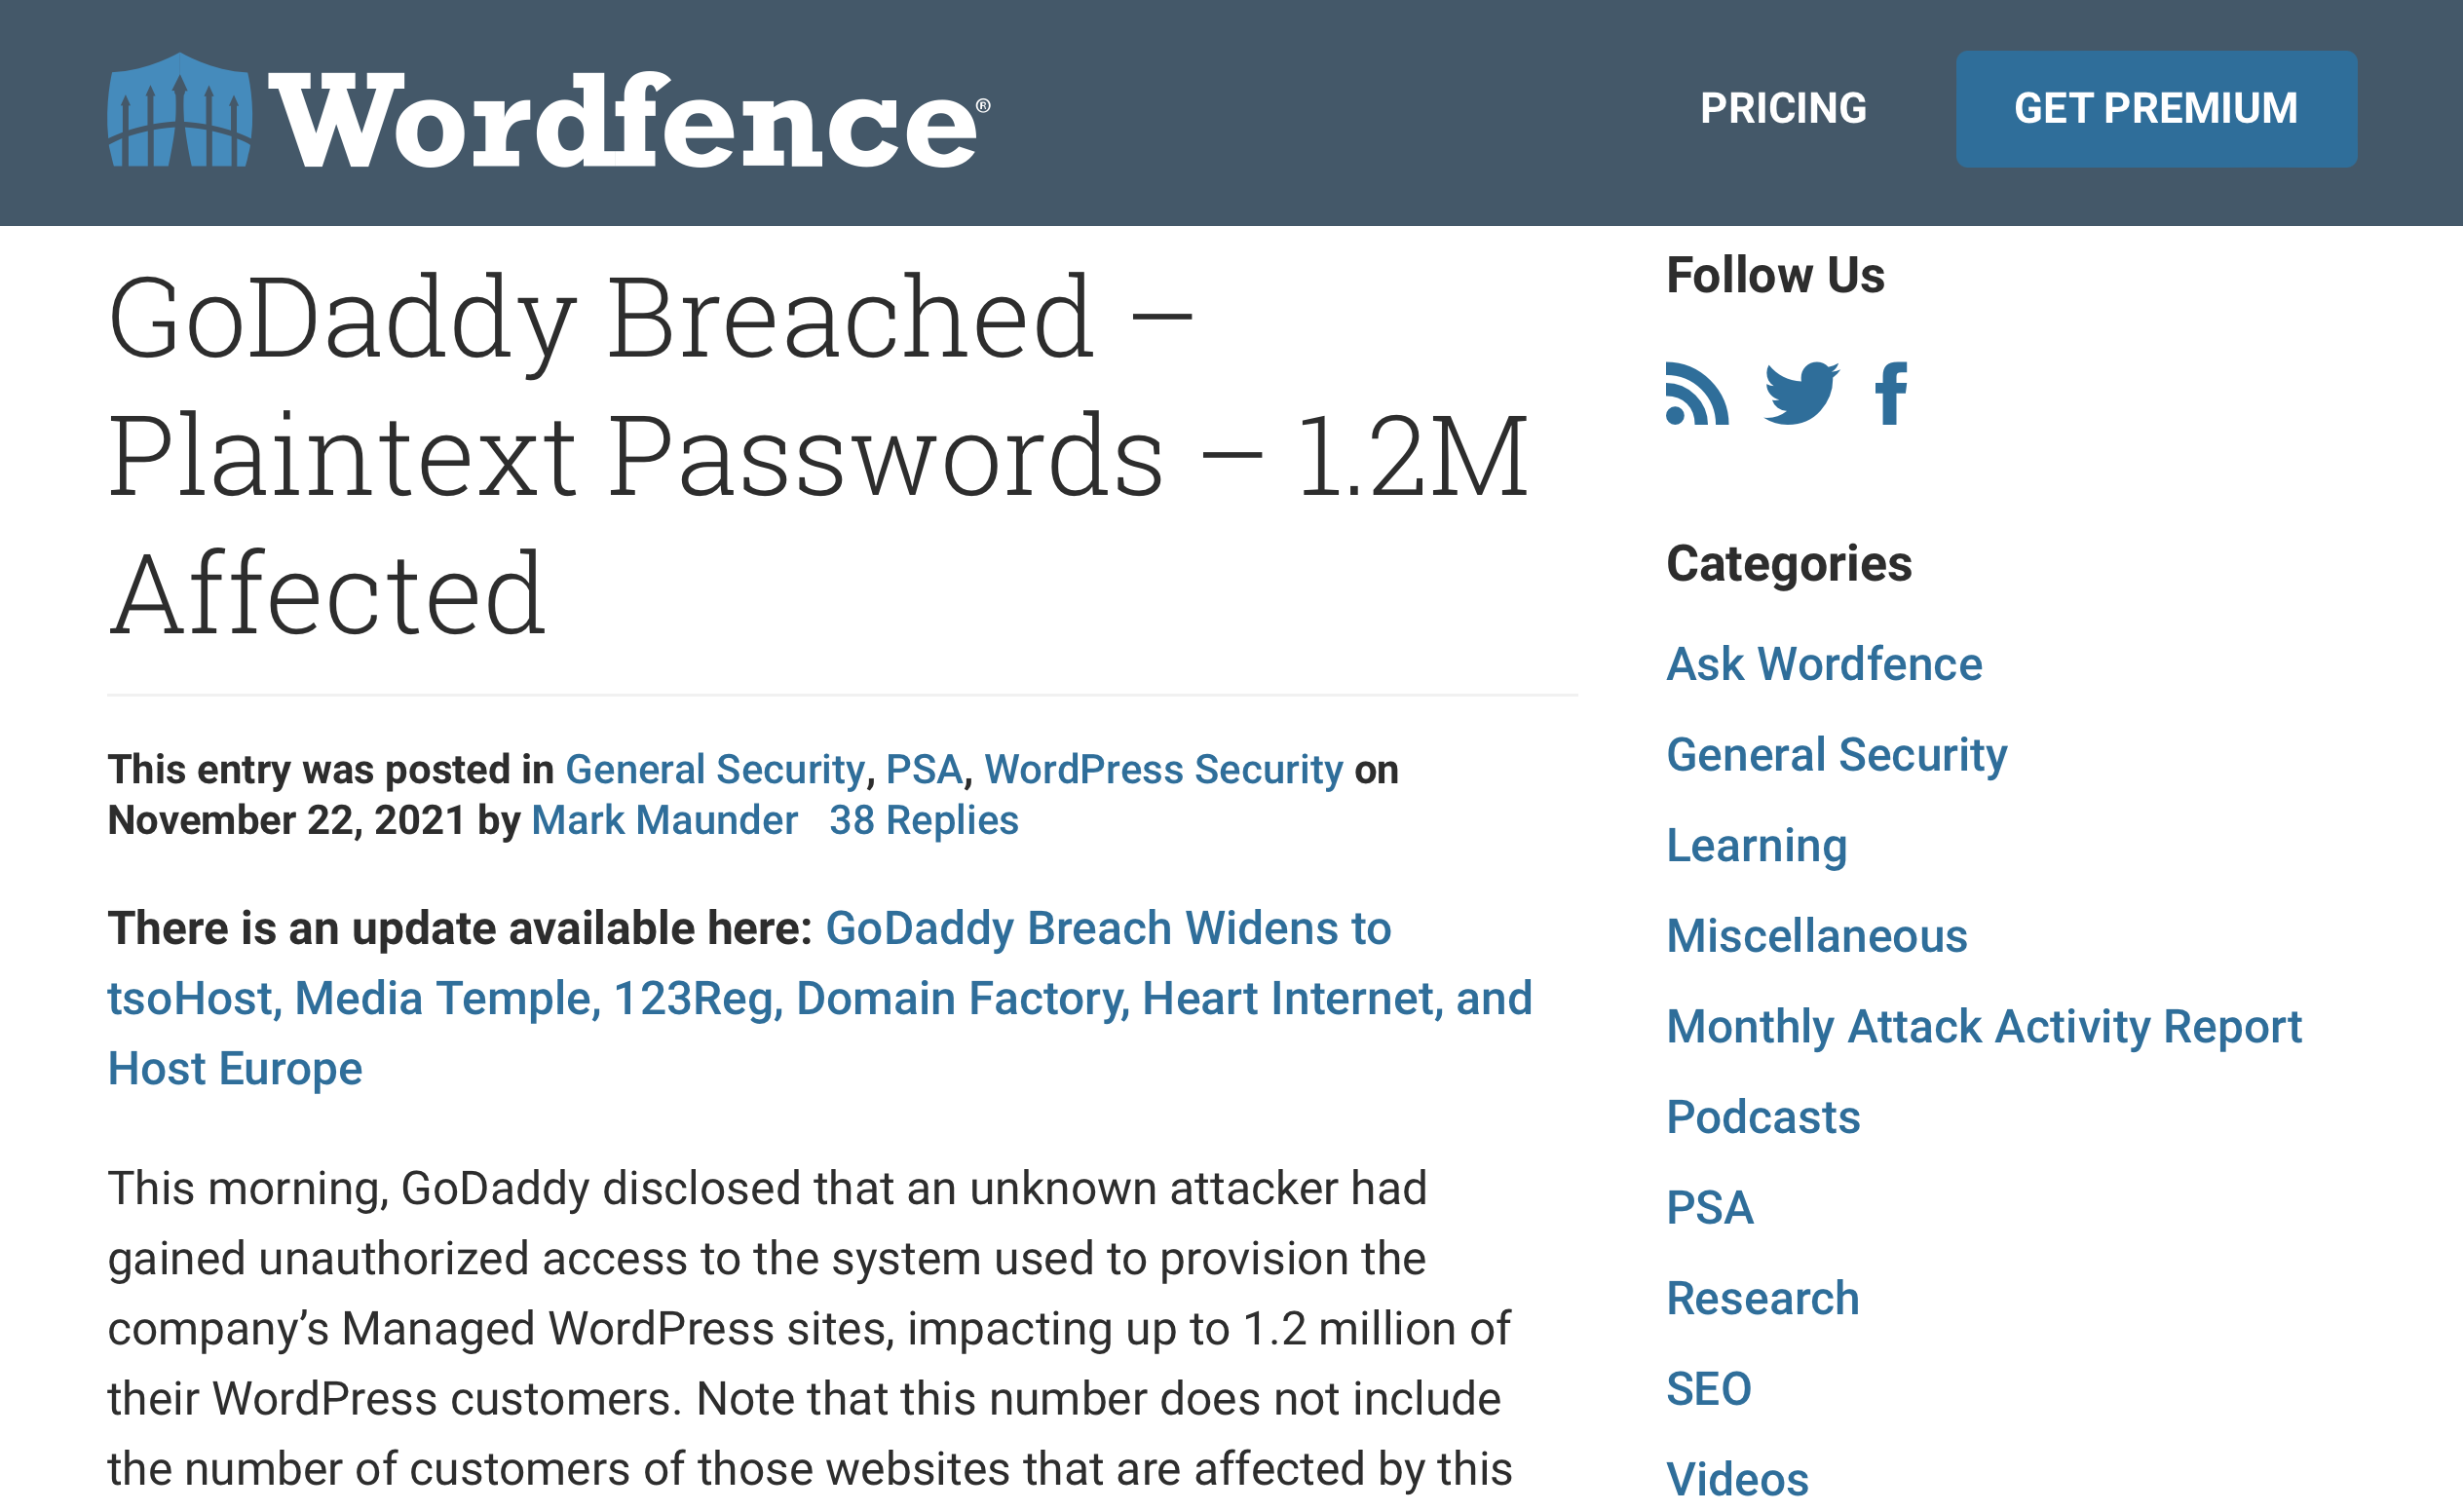 Wordfence®
PRICING
GET PREMIUM
GoDaddy Breached –
Plaintext Passwords – 1.2M
Affected
This entry was posted in General Security, PSA, WordPress Security on
November 22, 2021 by Mark Maunder 38 Replies
There is an update available here: GoDaddy Breach Widens to
tsoHost, Media Temple, 123Reg, Domain Factory, Heart Internet, and
Host Europe
This morning, GoDaddy disclosed that an unknown attacker had
gained unauthorized access to the system used to provision the
company’s Managed WordPress sites, impacting up to 1.2 million of
their WordPress customers. Note that this number does not include
the number of customers of those websites that are affected by this
Follow Us
Categories
Ask Wordfence
General Security
Learning
Miscellaneous
Monthly Attack Activity Report
Podcasts
PSA
Research
SEO
Videos